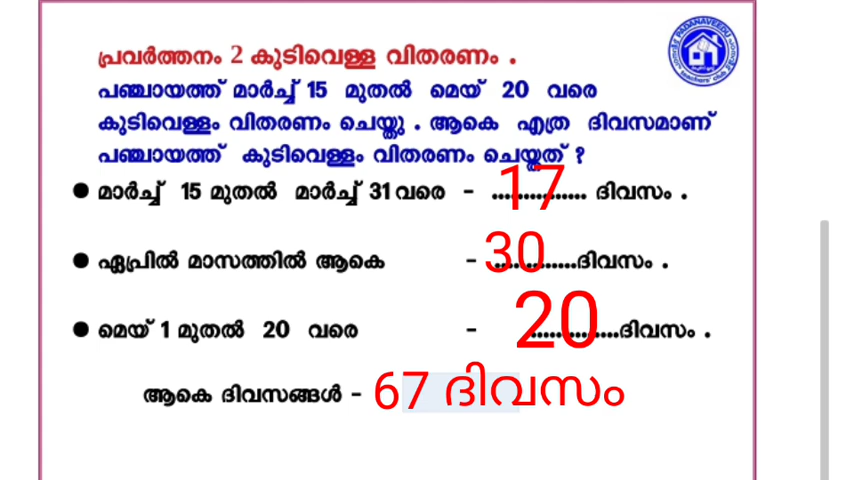 പ്രവർത്തനം 2 കുടിവെള്ള വിതരണം .
പഞ്ചായത്ത് മാർച്ച് 15 മുതൽ മെയ് 20 വരെ
കുടിവെള്ളം വിതരണം ചെയ്തു . ആകെ എത്ര ദിവസമാണ്
പഞ്ചായത്ത് കുടിവെള്ളം വിതരണം ചെയ്തത് ?
● മാർച്ച് 15 മുതൽ മാർച്ച് 31 വരെ - 17 ദിവസം .
● ഏപ്രിൽ മാസത്തിൽ ആകെ - 30 ദിവസം .
● മെയ് 1 മുതൽ 20 വരെ - 20 ദിവസം .
ആകെ ദിവസങ്ങൾ - 67 ദിവസം